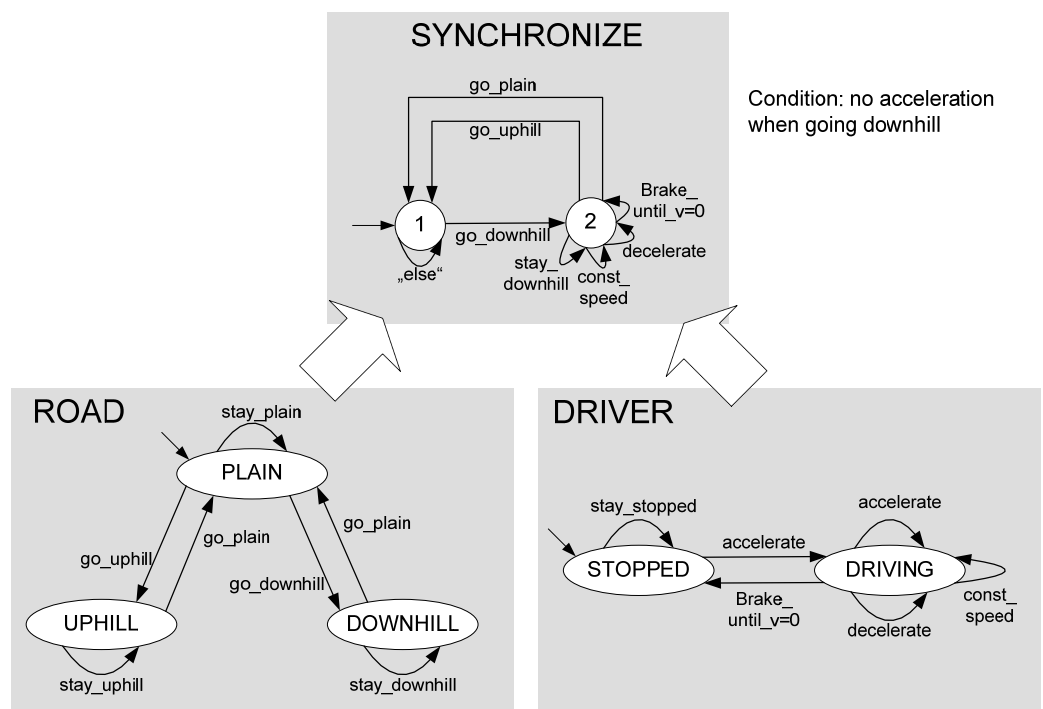 SYNCHRONIZE
go_plain
go_uphill
Condition: no acceleration
when going downhill
1
2
Brake_
until_v=0
go_downhill
decelerate
„else“
stay_
downhill
const_
speed
ROAD
stay_plain
PLAIN
go_uphill
go_plain
go_plain
go_downhill
UPHILL
DOWNHILL
stay_uphill
stay_downhill
DRIVER
stay_stopped
accelerate
accelerate
STOPPED
DRIVING
Brake_
until_v=0
const_
speed
decelerate